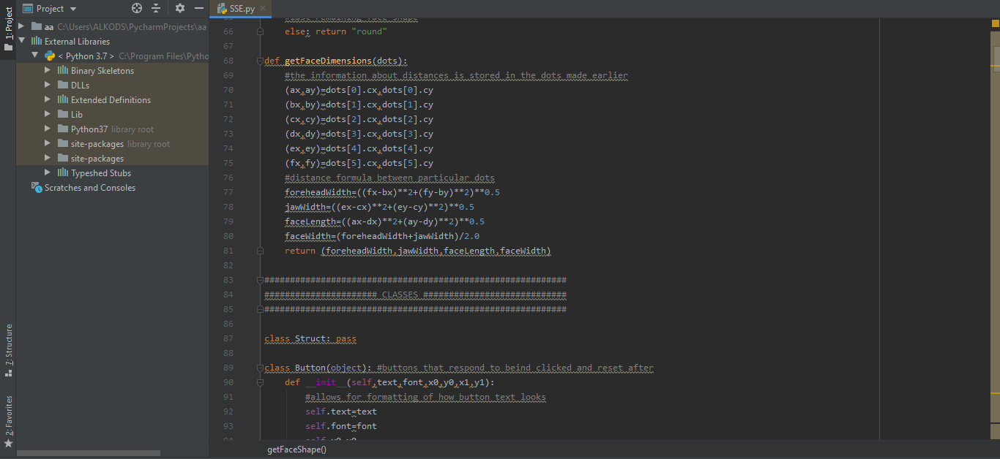 Project
SSE.py
1: Project
aa C:\Users\ALKODS\PycharmProjects\aa
External Libraries
< Python 3.7 > C:\Program Files\Pytho
Binary Skeletons
DLLs
Extended Definitions
Lib
Python37 library root
site-packages library root
site-packages
Typeshed Stubs
Scratches and Consoles
7: Structure
2: Favorites
66 else: return "round"
67
68 def getFaceDimensions(dots):
69 #the information about distances is stored in the dots made earlier
70 (ax,ay)=dots[0].cx,dots[0].cy
71 (bx,by)=dots[1].cx,dots[1].cy
72 (cx,cy)=dots[2].cx,dots[2].cy
73 (dx,dy)=dots[3].cx,dots[3].cy
74 (ex,ey)=dots[4].cx,dots[4].cy
75 (fx,fy)=dots[5].cx,dots[5].cy
76 #distance formula between particular dots
77 foreheadWidth=((fx-bx)**2+(fy-by)**2)**0.5
78 jawWidth=((ex-cx)**2+(ey-cy)**2)**0.5
79 faceLength=((ax-dx)**2+(ay-dy)**2)**0.5
80 faceWidth=(foreheadWidth+jawWidth)/2.0
81 return (foreheadWidth,jawWidth,faceLength,faceWidth)
82
83 ###########################################################
84 ###################### CLASSES ############################
85 ###########################################################
86
87 class Struct: pass
88
89 class Button(object): #buttons that respond to beind clicked and reset after
90 def __init__(self,text,font,x0,y0,x1,y1):
91 #allows for formatting of how button text looks
92 self.text=text
93 self.font=font
getFaceShape()